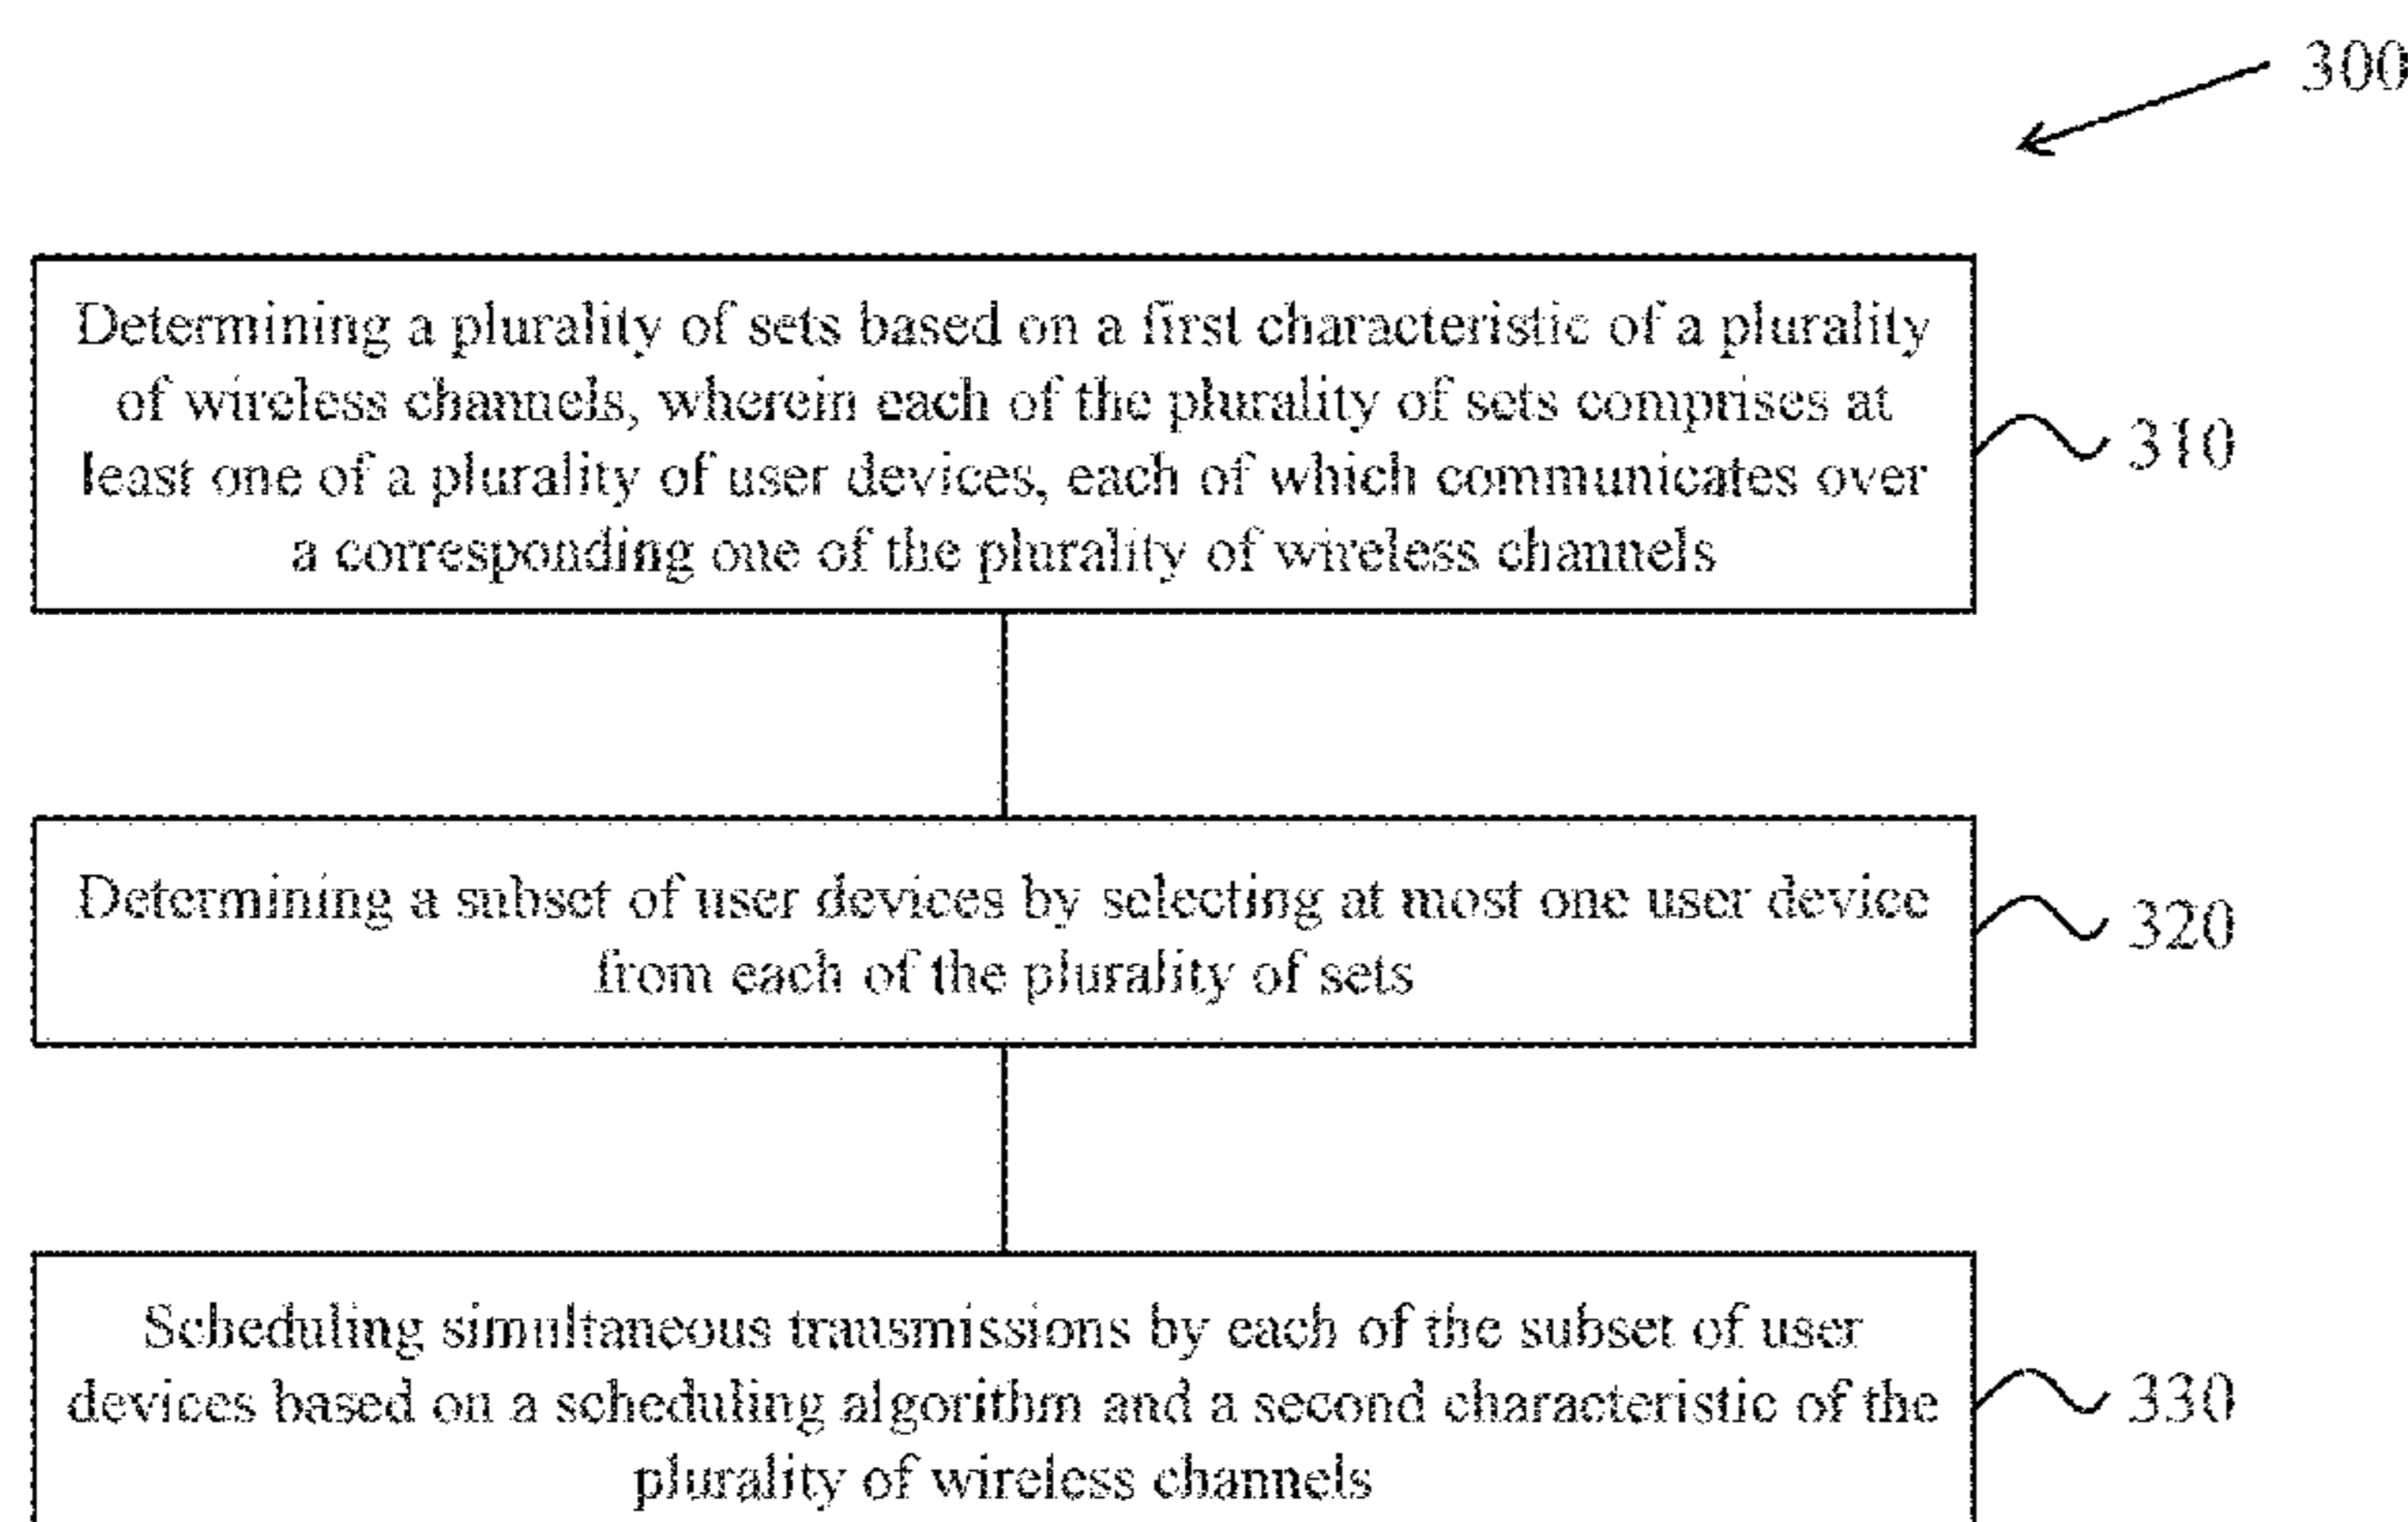 300
Determining a plurality of sets based on a first characteristic of a plurality
of wireless channels, wherein each of the plurality of sets comprises at
least one of a plurality of user devices, each of which communicates over
a corresponding one of the plurality of wireless channels
310
Determining a subset of user devices by selecting at most one user device
from each of the plurality of sets
320
Scheduling simultaneous transmissions by each of the subset of user
devices based on a scheduling algorithm and a second characteristic of the
plurality of wireless channels
330